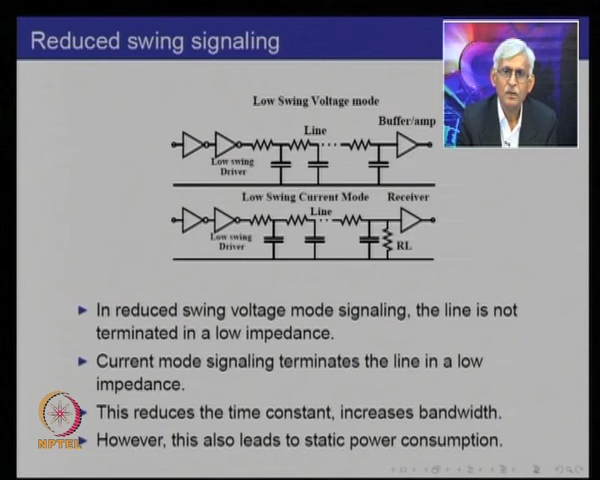 Reduced swing signaling
Low Swing Voltage mode
Buffer/amp
Line
Low swing
Driver
Low Swing Current Mode
Receiver
Line
Low swing
Driver
RL
In reduced swing voltage mode signaling, the line is not
terminated in a low impedance.
Current mode signaling terminates the line in a low
impedance.
This reduces the time constant, increases bandwidth.
However, this also leads to static power consumption.
NPTEL